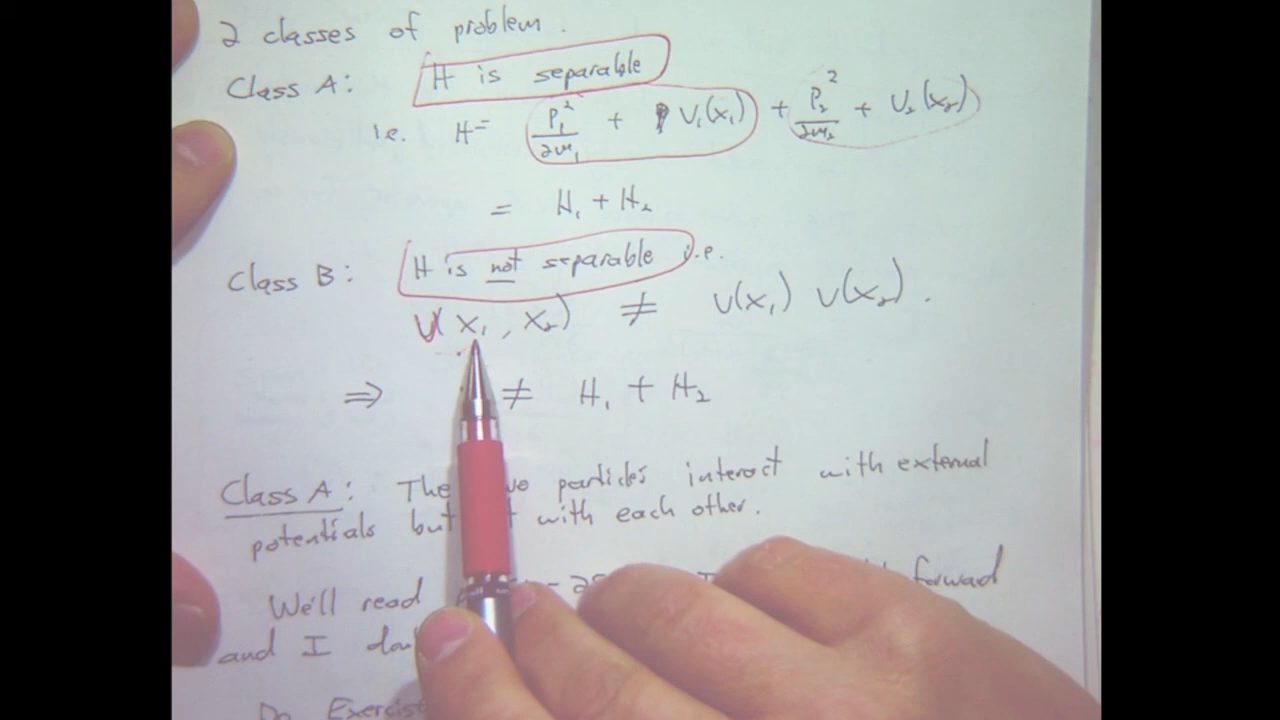 2 classes of problem.
Class A: H is separable
i.e. H = P₁²/2m₁ + V₁(x₁) + P₂²/2m₂ + V₂(x₂)
= H₁ + H₂
Class B: H is not separable i.e.
V(x₁, x₂) ≠ V(x₁) V(x₂).
⇒ ≠ H₁ + H₂
Class A: The particles interact with external
potentials but with each other.
We'll read forward
and I
Do